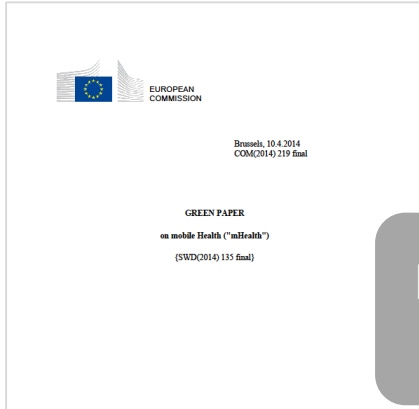 EUROPEAN
COMMISSION
Brussels, 10.4.2014
COM(2014) 219 final
GREEN PAPER
on mobile Health ("mHealth")
{SWD(2014) 135 final}